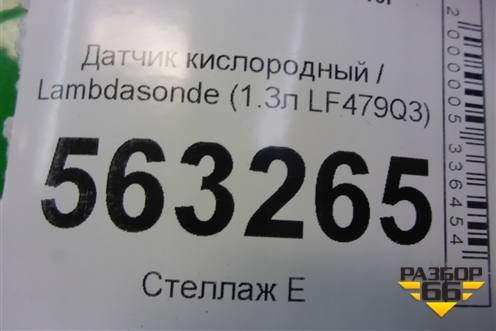 Датчик кислородный /
Lambdasonde (1.3л LF479Q3)
563265
Стеллаж Е
2000005336454
РАЗБОР
66